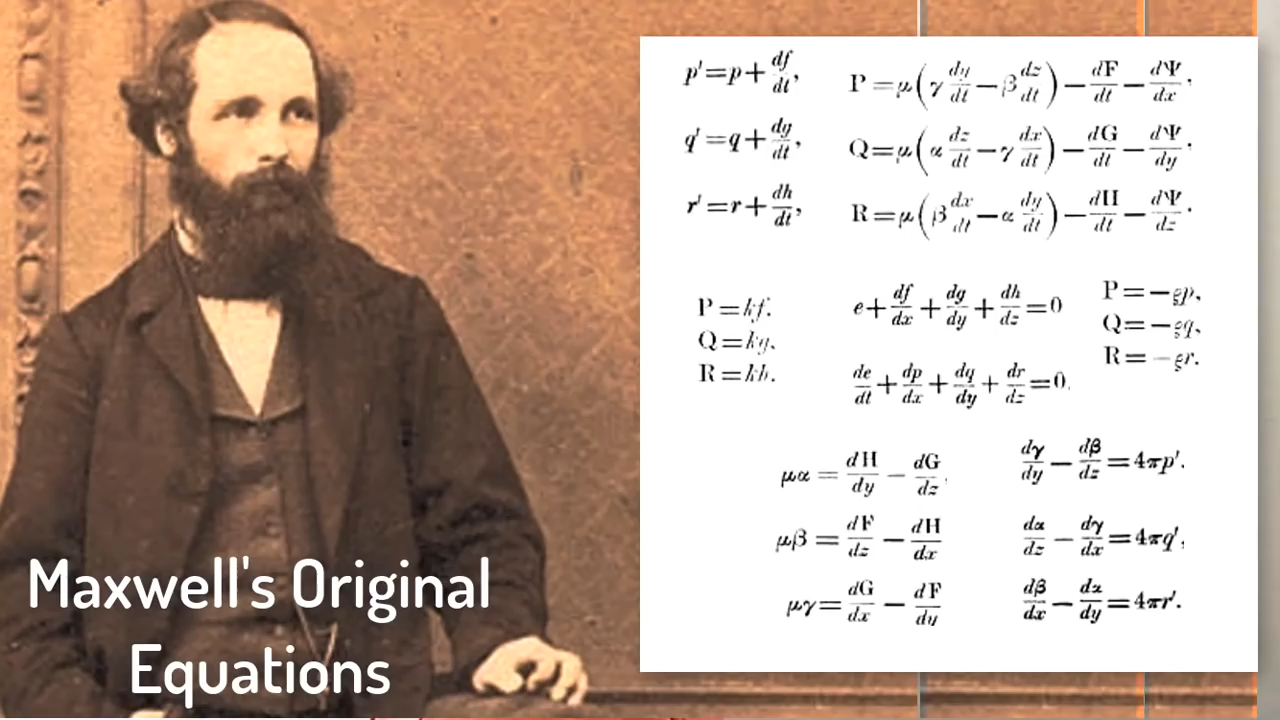 p'=p+df/dt,
q'=q+dy/dt,
r'=r+dh/dt,
P=μ(γ dy/dt−β dz/dt)−dF/dt−dΨ/dx,
Q=μ(α dz/dt−γ dx/dt)−dG/dt−dΨ/dy,
R=μ(β dx/dt−α dy/dt)−dH/dt−dΨ/dz.
P=kf.
Q=kg.
R=kh.
e+df/dx+dg/dy+dh/dz=0
de/dt+dp/dx+dq/dy+dr/dz=0.
P=−ϱp,
Q=−ϱq,
R=−ϱr.
μα=dH/dy−dG/dz,
μβ=dF/dz−dH/dx
μγ=dG/dx−dF/dy
dγ/dy−dβ/dz=4πp'.
dα/dz−dγ/dx=4πq',
dβ/dx−dα/dy=4πr'.
Maxwell's Original
Equations